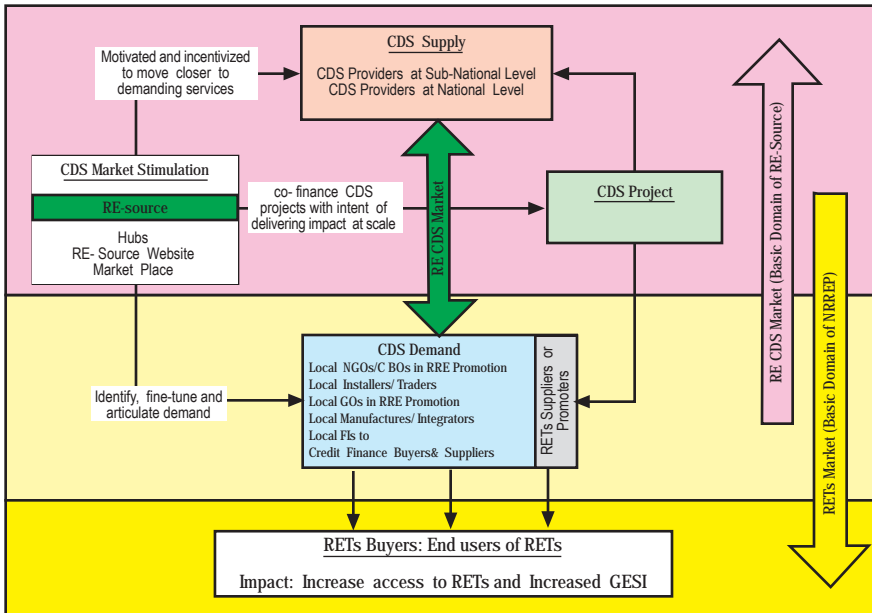 CDS Supply
CDS Providers at Sub-National Level
CDS Providers at National Level
Motivated and incentivized
to move closer to
demanding services
CDS Market Stimulation
RE-source
Hubs
RE- Source Website
Market Place
co- finance CDS
projects with intent of
delivering impact at scale
RE CDS Market
CDS Project
RE CDS Market (Basic Domain of RE-Source)
RETs Market (Basic Domain of NRREP)
Identify, fine-tune and
articulate demand
CDS Demand
Local NGOs/C BOs in RRE Promotion
Local Installers/ Traders
Local GOs in RRE Promotion
Local Manufactures/ Integrators
Local FIs to
Credit Finance Buyers& Suppliers
RETs Suppliers or
Promoters
RETs Buyers: End users of RETs
Impact: Increase access to RETs and Increased GESI